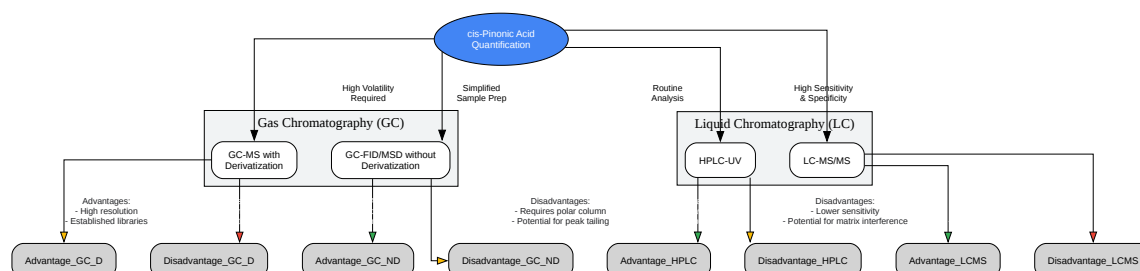 cis-Pinonic Acid
Quantification
High Volatility
Required
Simplified
Sample Prep
Routine
Analysis
High Sensitivity
& Specificity
Gas Chromatography (GC)
Liquid Chromatography (LC)
GC-MS with
Derivatization
GC-FID/MSD without
Derivatization
HPLC-UV
LC-MS/MS
Advantages:
- High resolution
- Established libraries
Disadvantages:
- Requires polar column
- Potential for peak tailing
Disadvantages:
- Lower sensitivity
- Potential for matrix interference
Advantage_GC_D
Disadvantage_GC_D
Advantage_GC_ND
Disadvantage_GC_ND
Advantage_HPLC
Disadvantage_HPLC
Advantage_LCMS
Disadvantage_LCMS